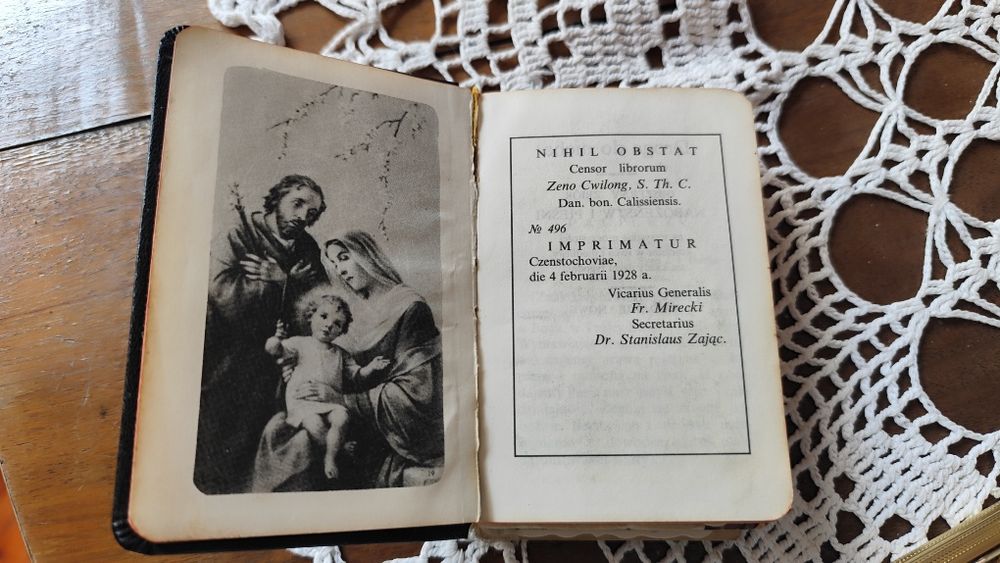 NIHIL OBSTAT
Censor librorum
Zeno Cwilong, S. Th. C.
Dan. bon. Calissiensis.
№ 496
IMPRIMATUR
Czenstochoviae,
die 4 februarii 1928 a.
Vicarius Generalis
Fr. Mirecki
Secretarius
Dr. Stanislaus Zając.